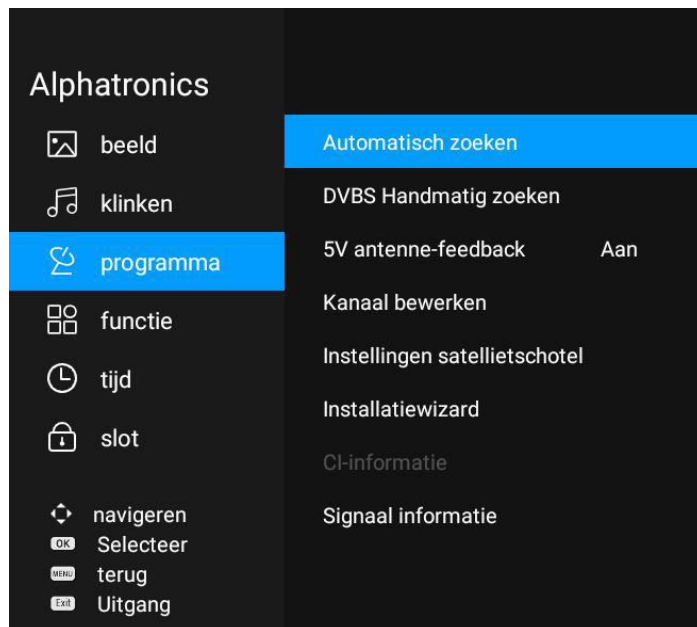 Alphatronics
beeld
klinken
programma
functie
tijd
slot
navigeren
OK Selecteer
MENU terug
Exit Uitgang
Automatisch zoeken
DVBS Handmatig zoeken
5V antenne-feedback Aan
Kanaal bewerken
Instellingen satellietschotel
Installatiewizard
CI-informatie
Signaal informatie